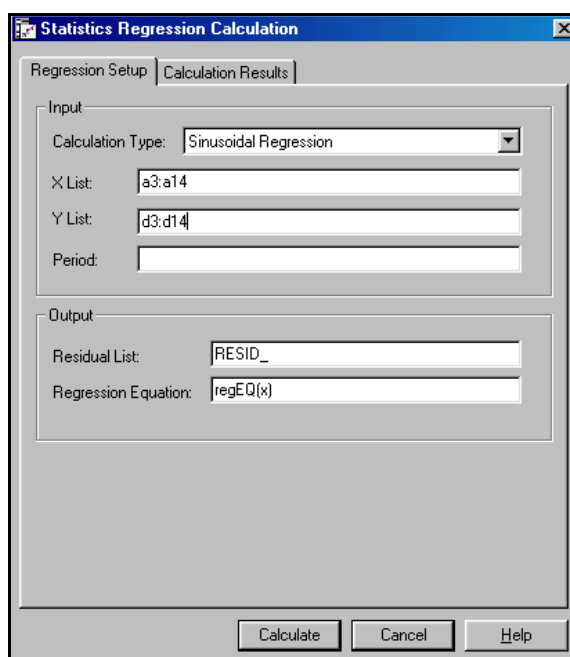 Statistics Regression Calculation
Regression Setup
Calculation Results
Input
Calculation Type: Sinusoidal Regression
X List: a3:a14
Y List: d3:d14
Period:
Output
Residual List: RESID_
Regression Equation: regEQ(x)
Calculate
Cancel
Help